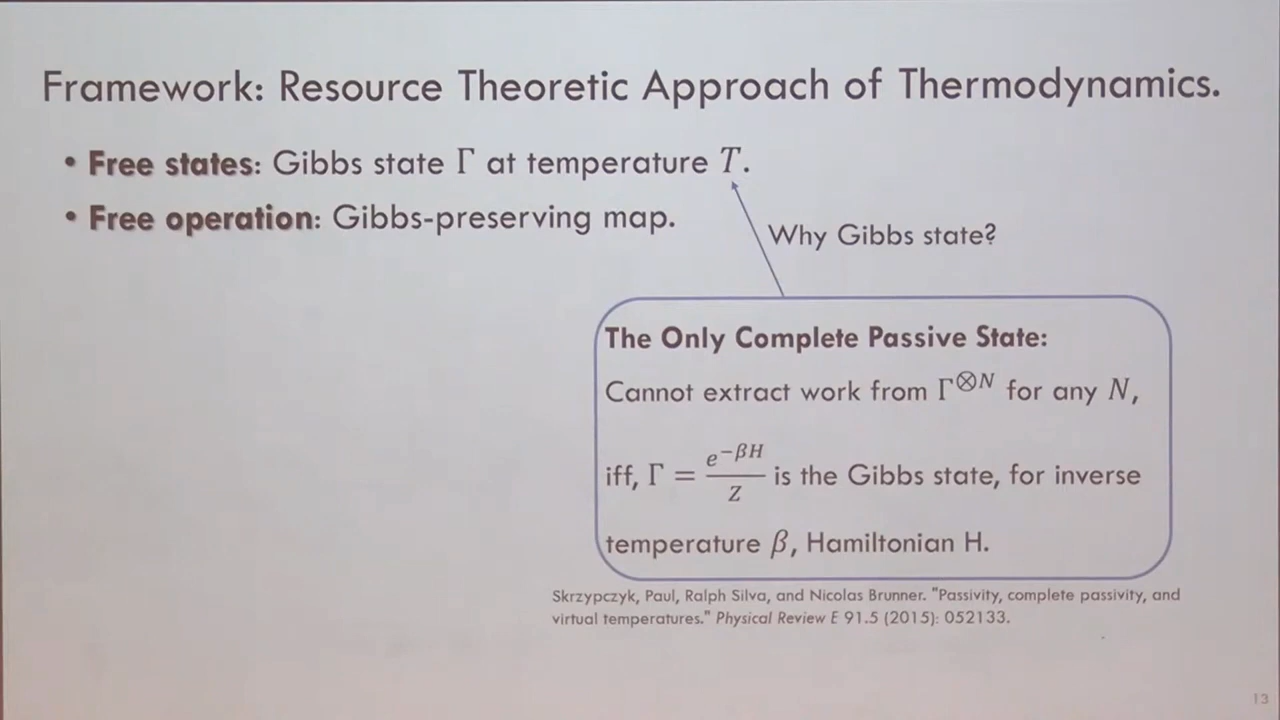 Framework: Resource Theoretic Approach of Thermodynamics.
• Free states: Gibbs state Γ at temperature T.
• Free operation: Gibbs-preserving map.
Why Gibbs state?
The Only Complete Passive State:
Cannot extract work from Γ^⊗N for any N,
iff, Γ = e^−βH / Z is the Gibbs state, for inverse
temperature β, Hamiltonian H.
Skrzypczyk, Paul, Ralph Silva, and Nicolas Brunner. "Passivity, complete passivity, and
virtual temperatures." Physical Review E 91.5 (2015): 052133.
13